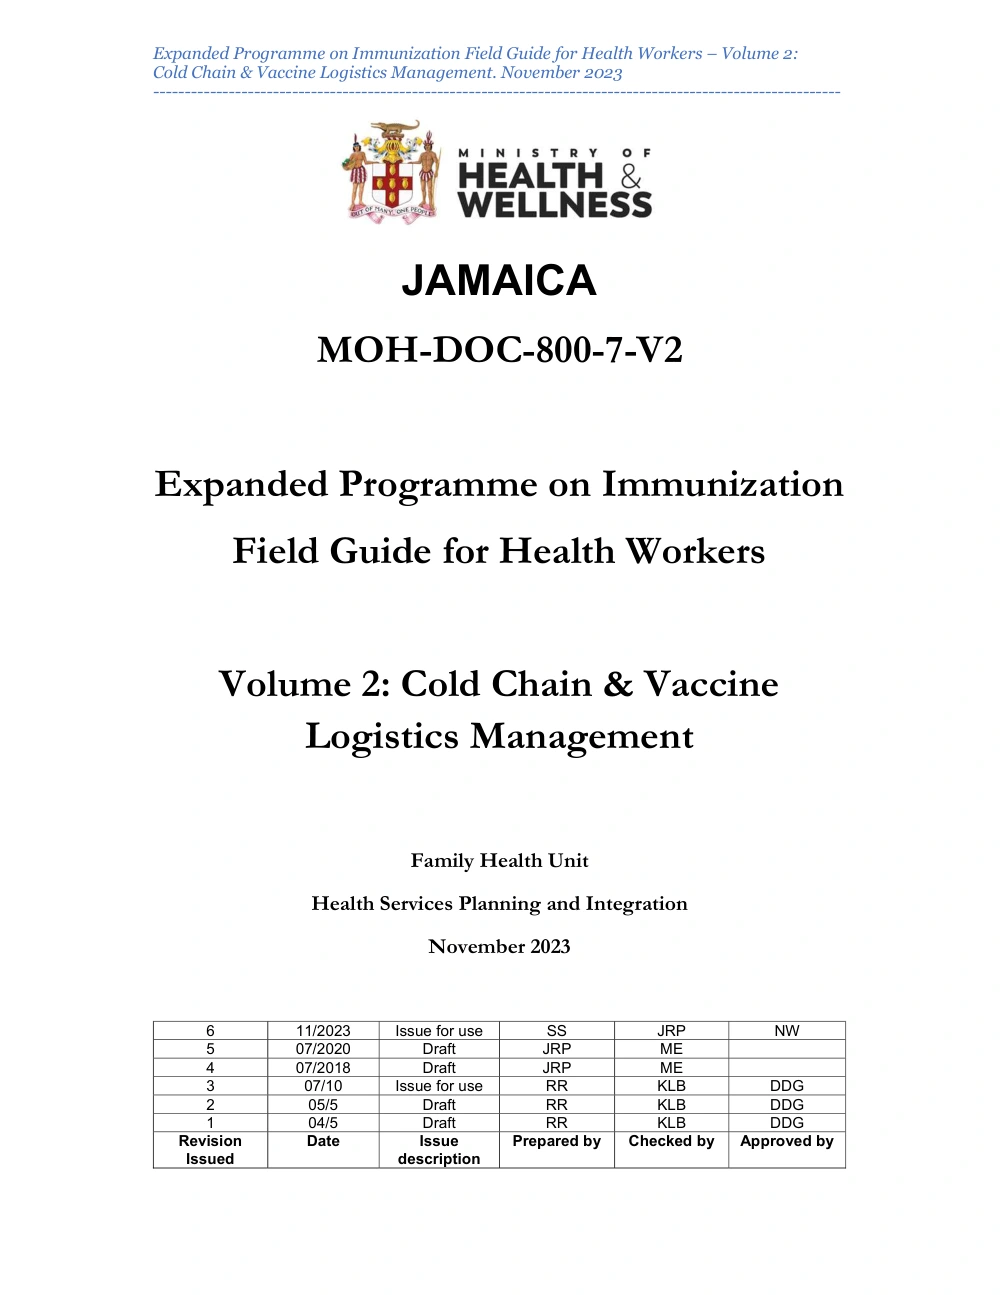 Expanded Programme on Immunization Field Guide for Health Workers – Volume 2:
Cold Chain & Vaccine Logistics Management. November 2023
MINISTRY OF
HEALTH &
WELLNESS
OUT OF MANY, ONE PEOPLE
JAMAICA
MOH-DOC-800-7-V2
Expanded Programme on Immunization
Field Guide for Health Workers
Volume 2: Cold Chain & Vaccine
Logistics Management
Family Health Unit
Health Services Planning and Integration
November 2023
6 11/2023 Issue for use SS JRP NW
5 07/2020 Draft JRP ME
4 07/2018 Draft JRP ME
3 07/10 Issue for use RR KLB DDG
2 05/5 Draft RR KLB DDG
1 04/5 Draft RR KLB DDG
Revision Date Issue Prepared by Checked by Approved by
Issued description